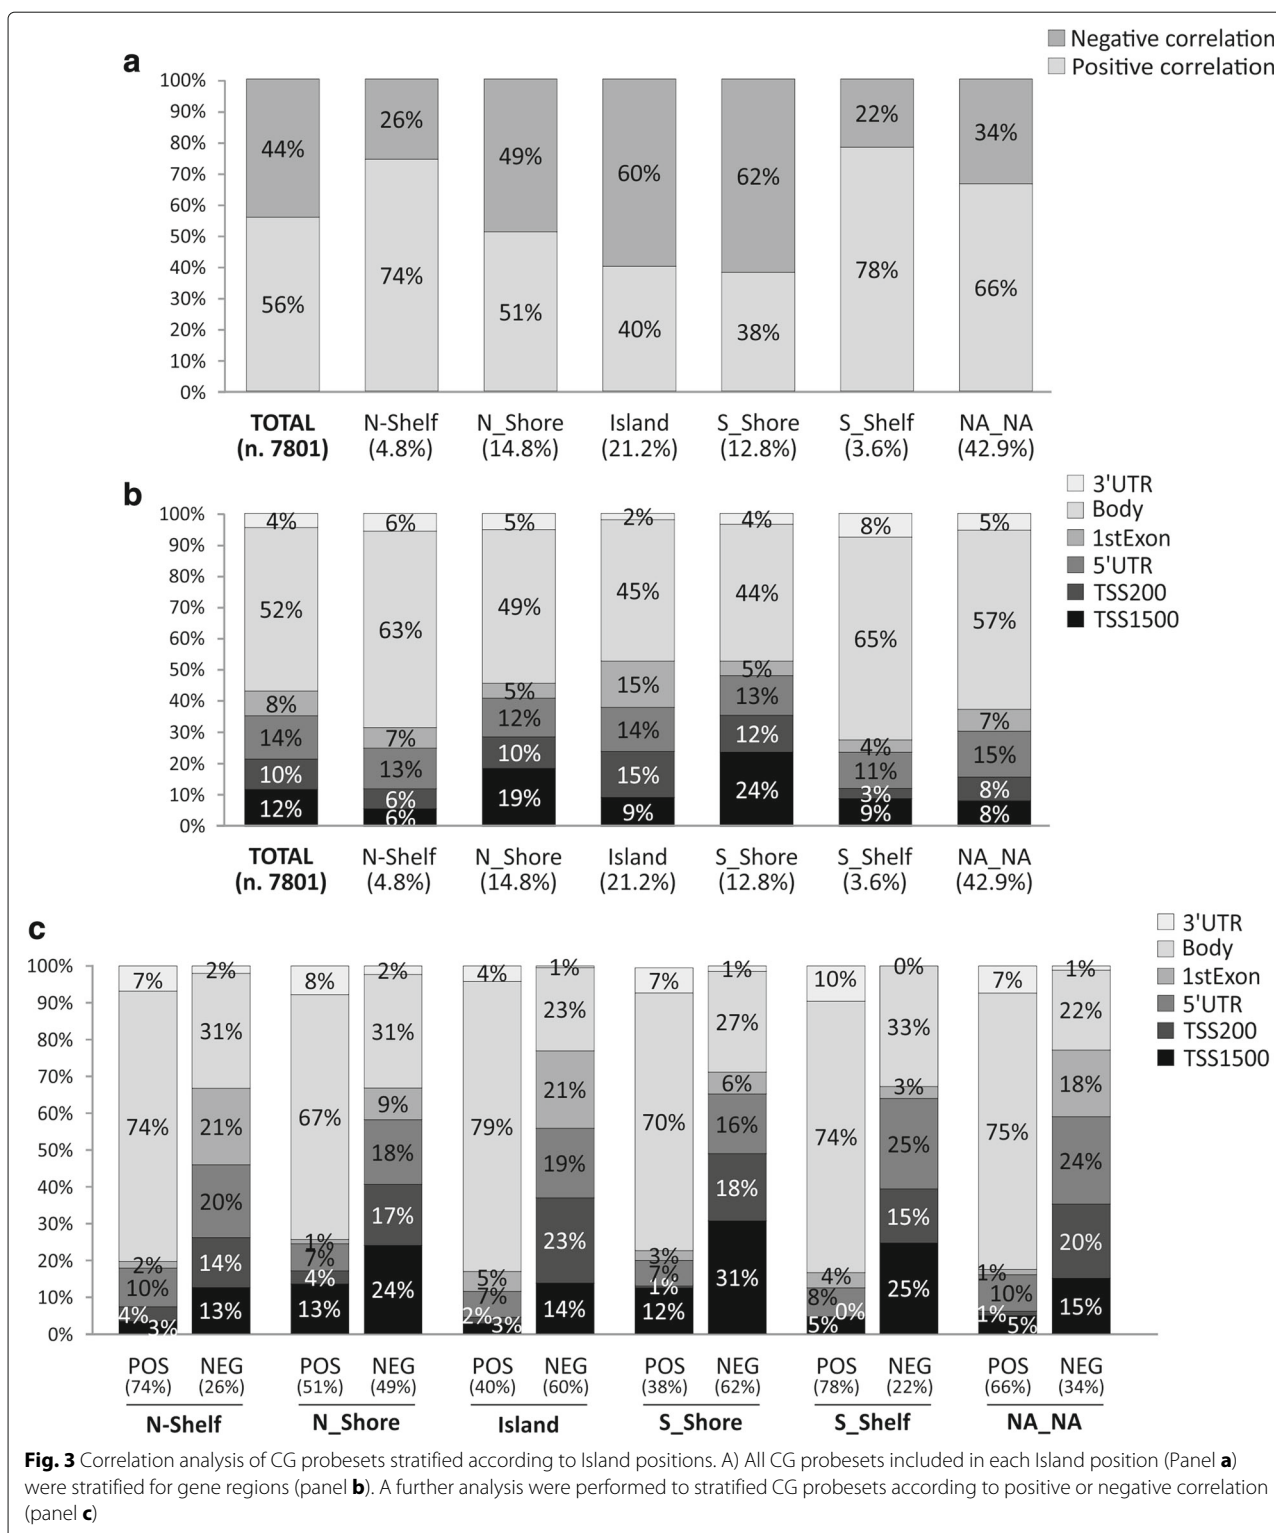 a
Negative correlation
Positive correlation
100%
90%
80%
70%
60%
50%
40%
30%
20%
10%
0%
44% 26% 49% 60% 62% 22% 34%
56% 74% 51% 40% 38% 78% 66%
TOTAL N-Shelf N_Shore Island S_Shore S_Shelf NA_NA
(n. 7801) (4.8%) (14.8%) (21.2%) (12.8%) (3.6%) (42.9%)
b
3'UTR
Body
1stExon
5'UTR
TSS200
TSS1500
100%
90%
80%
70%
60%
50%
40%
30%
20%
10%
0%
4% 6% 5% 2% 4% 8% 5%
52% 63% 49% 45% 44% 65% 57%
8% 7% 5% 15% 5% 4% 7%
14% 13% 12% 14% 13% 11% 15%
10% 6% 10% 15% 12% 3% 8%
12% 6% 19% 9% 24% 9% 8%
TOTAL N-Shelf N_Shore Island S_Shore S_Shelf NA_NA
(n. 7801) (4.8%) (14.8%) (21.2%) (12.8%) (3.6%) (42.9%)
c
3'UTR
Body
1stExon
5'UTR
TSS200
TSS1500
100%
90%
80%
70%
60%
50%
40%
30%
20%
10%
0%
7% 2% 8% 2% 4% 1% 7% 1% 10% 0% 7% 1%
74% 31% 67% 31% 79% 23% 70% 27% 74% 33% 75% 22%
2% 21% 1% 9% 5% 21% 3% 6% 4% 3% 1% 18%
10% 20% 7% 18% 7% 19% 7% 16% 8% 25% 10% 24%
4% 14% 4% 17% 2% 23% 1% 18% 0% 15% 1% 20%
3% 13% 13% 24% 3% 14% 12% 31% 5% 25% 5% 15%
POS NEG POS NEG POS NEG POS NEG POS NEG POS NEG
(74%) (26%) (51%) (49%) (40%) (60%) (38%) (62%) (78%) (22%) (66%) (34%)
N-Shelf N_Shore Island S_Shore S_Shelf NA_NA
Fig. 3 Correlation analysis of CG probesets stratified according to Island positions. A) All CG probesets included in each Island position (Panel a)
were stratified for gene regions (panel b). A further analysis were performed to stratified CG probesets according to positive or negative correlation
(panel c)